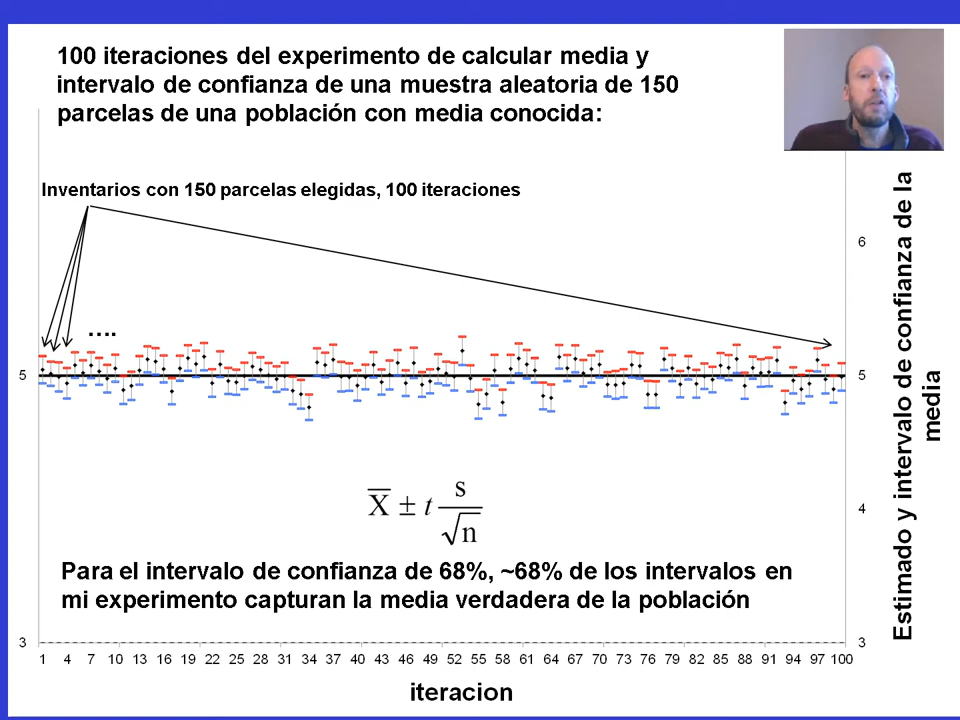 100 iteraciones del experimento de calcular media y
intervalo de confianza de una muestra aleatoria de 150
parcelas de una población con media conocida:
Inventarios con 150 parcelas elegidas, 100 iteraciones
....
6
5
5
4
3
3
X ± t s
√n
Para el intervalo de confianza de 68%, ~68% de los intervalos en
mi experimento capturan la media verdadera de la población
1 4 7 10 13 16 19 22 25 28 31 34 37 40 43 46 49 52 55 58 61 64 67 70 73 76 79 82 85 88 91 94 97 100
iteracion
Estimado y intervalo de confianza de la
media